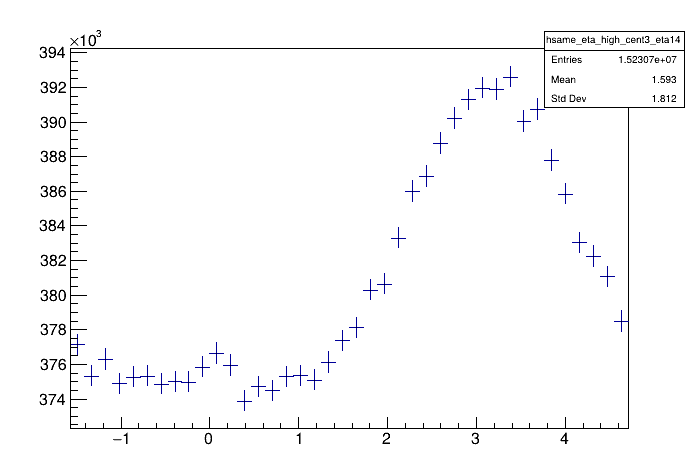 ×10³
hsame_eta_high_cent3_eta14
Entries 1.52307e+07
Mean 1.593
Std Dev 1.812
394
392
390
388
386
384
382
380
378
376
374
−1 0 1 2 3 4